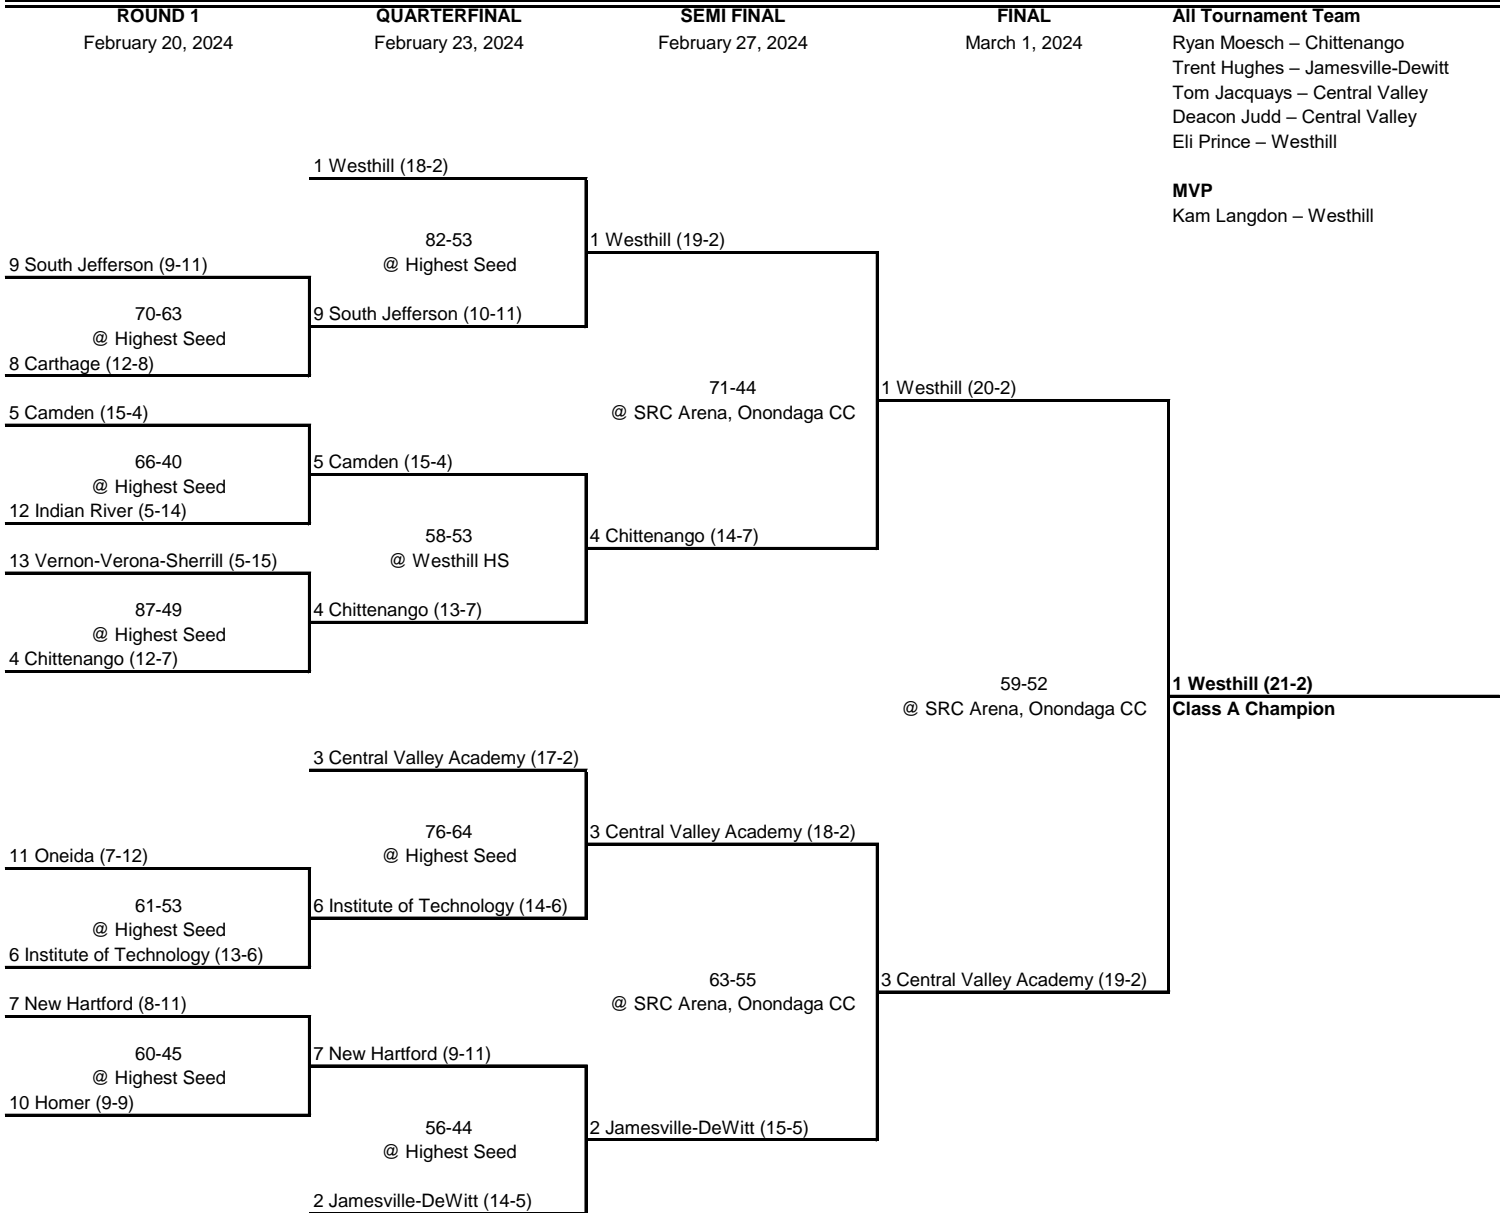 ROUND 1
February 20, 2024
QUARTERFINAL
February 23, 2024
SEMI FINAL
February 27, 2024
FINAL
March 1, 2024
All Tournament Team
Ryan Moesch – Chittenango
Trent Hughes – Jamesville-Dewitt
Tom Jacquays – Central Valley
Deacon Judd – Central Valley
Eli Prince – Westhill
MVP
Kam Langdon – Westhill
9 South Jefferson (9-11)
70-63
@ Highest Seed
8 Carthage (12-8)
5 Camden (15-4)
66-40
@ Highest Seed
12 Indian River (5-14)
13 Vernon-Verona-Sherrill (5-15)
87-49
@ Highest Seed
4 Chittenango (12-7)
11 Oneida (7-12)
61-53
@ Highest Seed
6 Institute of Technology (13-6)
7 New Hartford (8-11)
60-45
@ Highest Seed
10 Homer (9-9)
1 Westhill (18-2)
82-53
@ Highest Seed
9 South Jefferson (10-11)
5 Camden (15-4)
58-53
@ Westhill HS
4 Chittenango (13-7)
3 Central Valley Academy (17-2)
76-64
@ Highest Seed
6 Institute of Technology (14-6)
7 New Hartford (9-11)
56-44
@ Highest Seed
2 Jamesville-DeWitt (14-5)
1 Westhill (19-2)
71-44
@ SRC Arena, Onondaga CC
4 Chittenango (14-7)
3 Central Valley Academy (18-2)
63-55
@ SRC Arena, Onondaga CC
2 Jamesville-DeWitt (15-5)
1 Westhill (20-2)
59-52
@ SRC Arena, Onondaga CC
3 Central Valley Academy (19-2)
1 Westhill (21-2)
Class A Champion